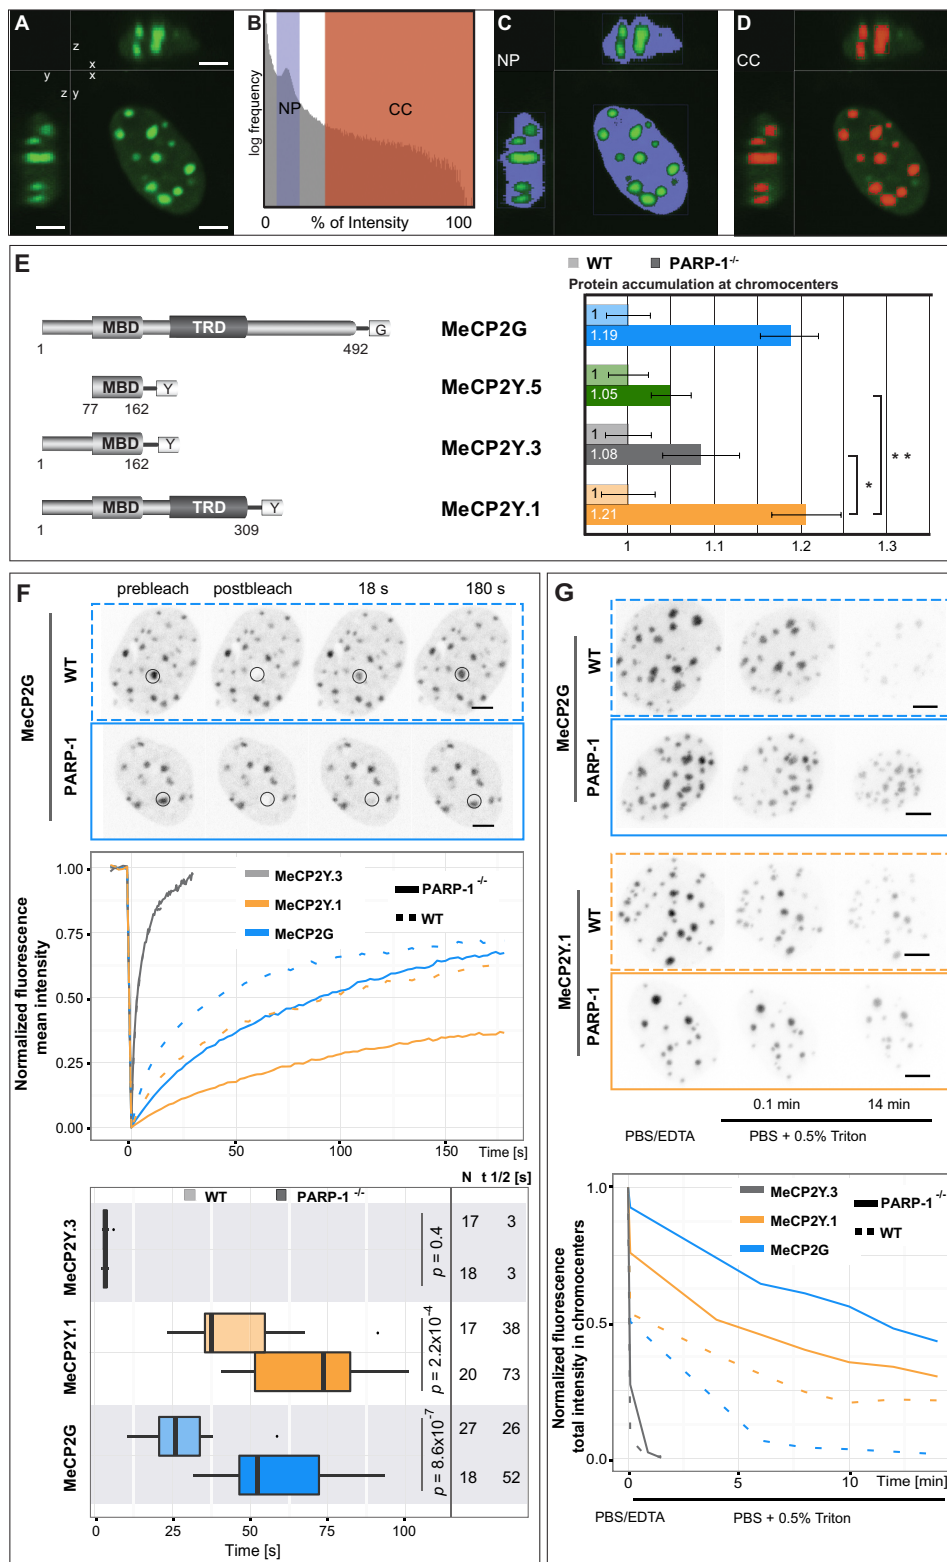 A
z
x
y
x
z
y
B
log frequency
NP
CC
0
% of Intensity
100
C
NP
D
CC
E
WT
PARP-1-/-
Protein accumulation at chromocenters
MBD
TRD
G
1
492
MeCP2G
1
1.19
MBD
Y
77
162
MeCP2Y.5
1
1.05
MBD
Y
1
162
MeCP2Y.3
1
1.08
MBD
TRD
Y
1
309
MeCP2Y.1
1
1.21
*
* *
1
1.1
1.2
1.3
F
prebleach
postbleach
18 s
180 s
MeCP2G
WT
PARP-1
Normalized fluorescence
mean intensity
1.00
0.75
0.50
0.25
0.00
MeCP2Y.3
MeCP2Y.1
MeCP2G
PARP-1-/-
WT
0
50
100
150
Time [s]
WT
PARP-1-/-
N
t 1/2 [s]
MeCP2Y.3
p = 0.4
17
3
18
3
MeCP2Y.1
p = 2.2x10-4
17
38
20
73
MeCP2G
p = 8.6x10-7
27
26
18
52
0
25
50
75
100
Time [s]
G
MeCP2G
WT
PARP-1
MeCP2Y.1
WT
PARP-1
0.1 min
14 min
PBS/EDTA
PBS + 0.5% Triton
Normalized fluorescence
total intensity in chromocenters
1.0
0.5
0.0
MeCP2Y.3
MeCP2Y.1
MeCP2G
PARP-1-/-
WT
0
5
10
Time [min]
PBS/EDTA
PBS + 0.5% Triton